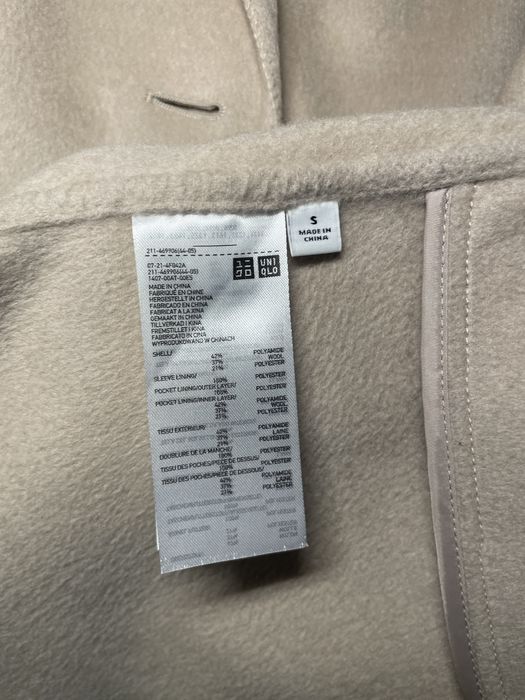 211-469906(44-05)
07-21-4F042A
211-469906(44-05)
1407-00AT-00ES
UNI
QLO
S
MADE IN
CHINA
MADE IN CHINA
FABRIQUÉ EN CHINE
HERGESTELLT IN CHINA
FABRICADO EN CHINA
FABRICAT A LA XINA
GEMAAKT IN CHINA
TILLVERKAD I KINA
FREMSTILLET I KINA
FABBRICATO IN CINA
WYPRODUKOWANO W CHINACH
SHELL/
42% POLYAMIDE
37% WOOL
21% POLYESTER
SLEEVE LINING/
100% POLYESTER
POCKET LINING/OUTER LAYER/
100% POLYESTER
POCKET LINING/INNER LAYER/
42% POLYAMIDE
37% WOOL
21% POLYESTER
TISSU EXTÉRIEUR/
42% POLYAMIDE
37% LAINE
21% POLYESTER
DOUBLURE DE LA MANCHE/
100% POLYESTER
TISSU DES POCHES/PIÈCE DE DESSUS/
100% POLYESTER
TISSU DES POCHES/PIÈCE DE DESSOUS/
42% POLYAMIDE
37% LAINE
21% POLYESTER